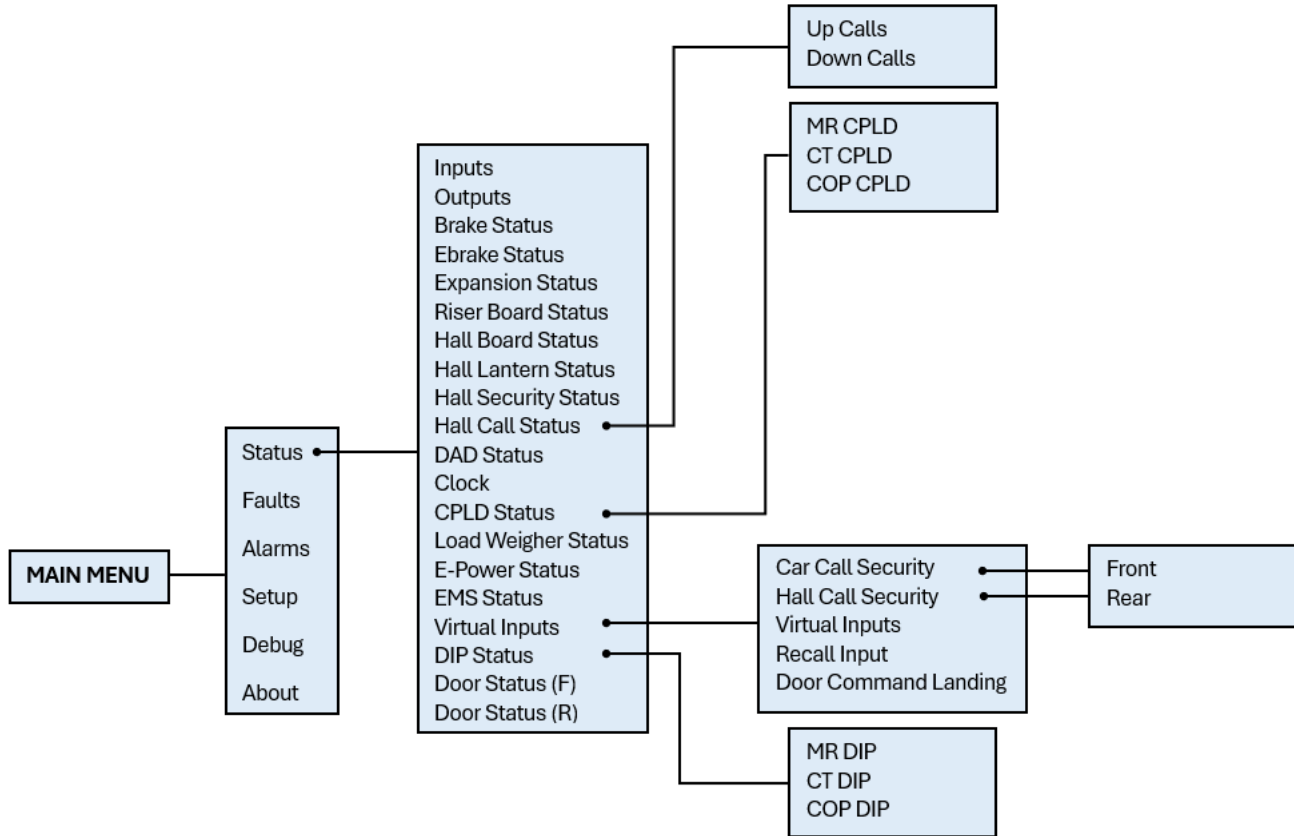 MAIN MENU
Status
Faults
Alarms
Setup
Debug
About
Inputs
Outputs
Brake Status
Ebrake Status
Expansion Status
Riser Board Status
Hall Board Status
Hall Lantern Status
Hall Security Status
Hall Call Status
DAD Status
Clock
CPLD Status
Load Weigher Status
E-Power Status
EMS Status
Virtual Inputs
DIP Status
Door Status (F)
Door Status (R)
Up Calls
Down Calls
MR CPLD
CT CPLD
COP CPLD
Car Call Security
Hall Call Security
Virtual Inputs
Recall Input
Door Command Landing
Front
Rear
MR DIP
CT DIP
COP DIP